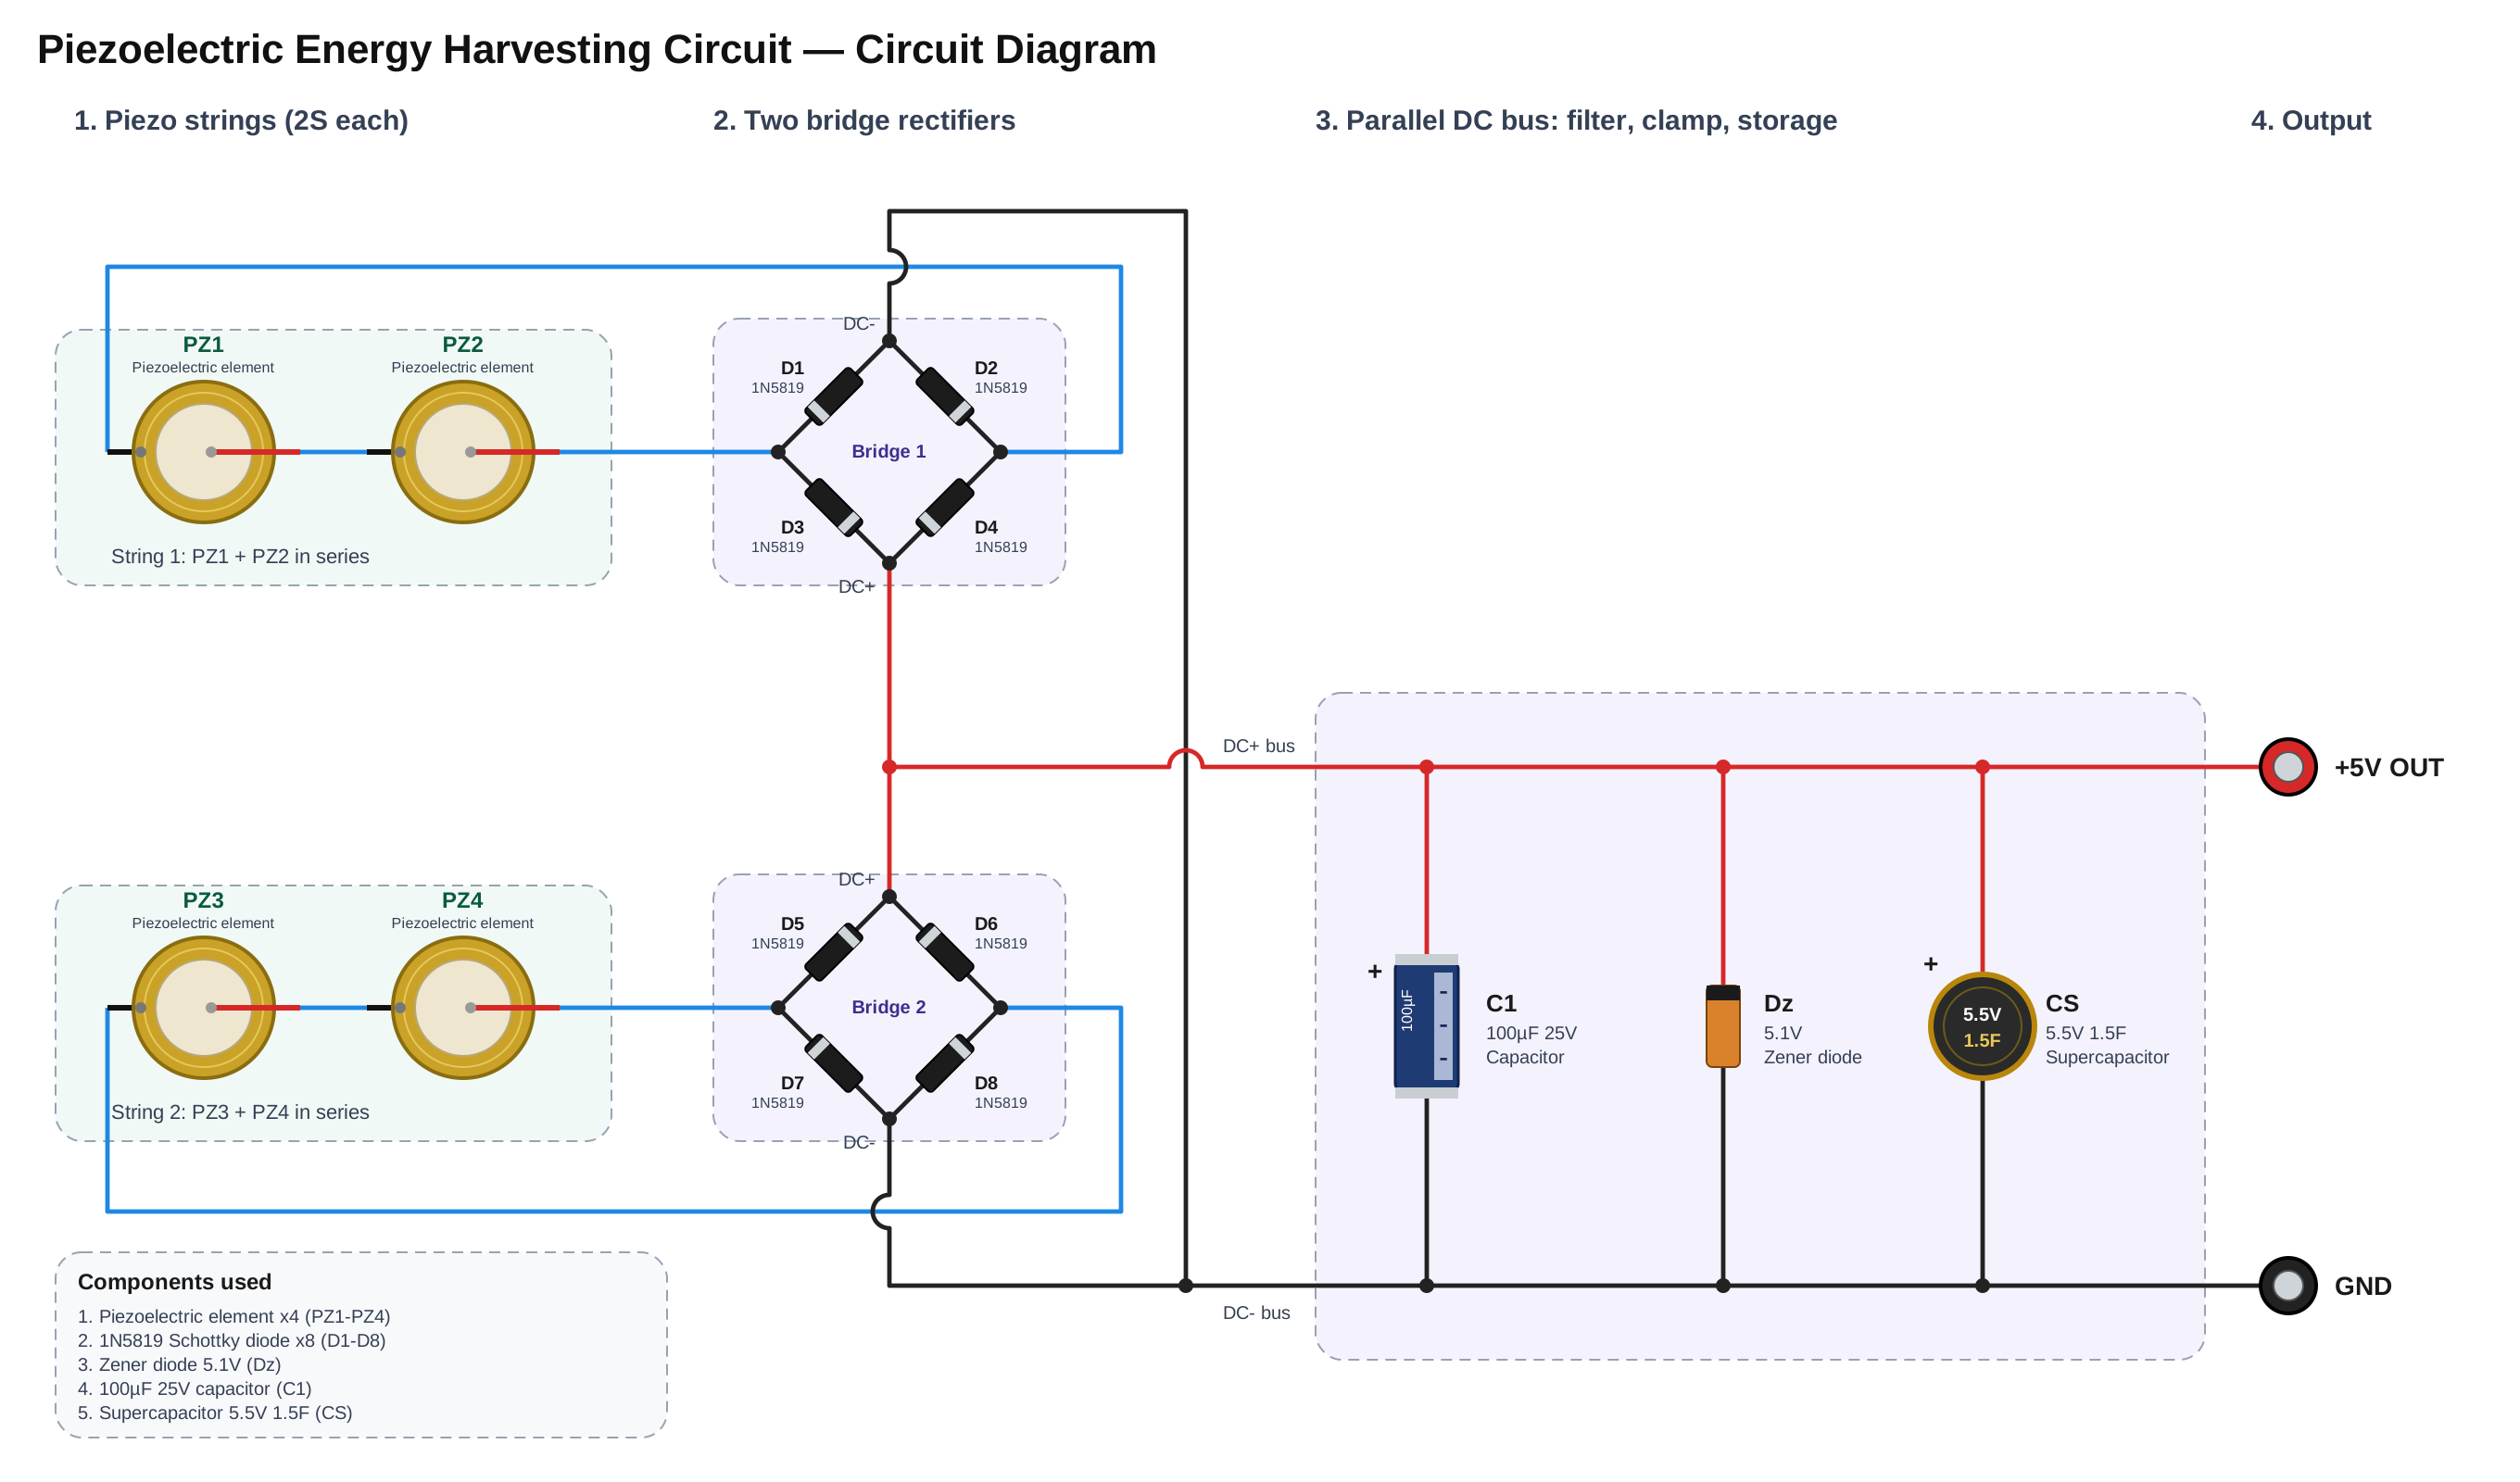 Piezoelectric Energy Harvesting Circuit — Circuit Diagram
1. Piezo strings (2S each)
2. Two bridge rectifiers
3. Parallel DC bus: filter, clamp, storage
4. Output
DC-
PZ1
Piezoelectric element
PZ2
Piezoelectric element
D1
1N5819
D2
1N5819
Bridge 1
D3
1N5819
D4
1N5819
String 1: PZ1 + PZ2 in series
DC+
DC+ bus
+5V OUT
DC+
PZ3
Piezoelectric element
PZ4
Piezoelectric element
D5
1N5819
D6
1N5819
Bridge 2
D7
1N5819
D8
1N5819
String 2: PZ3 + PZ4 in series
DC-
+
100µF
-
-
-
C1
100µF 25V
Capacitor
Dz
5.1V
Zener diode
+
5.5V
1.5F
CS
5.5V 1.5F
Supercapacitor
GND
DC- bus
Components used
1. Piezoelectric element x4 (PZ1-PZ4)
2. 1N5819 Schottky diode x8 (D1-D8)
3. Zener diode 5.1V (Dz)
4. 100µF 25V capacitor (C1)
5. Supercapacitor 5.5V 1.5F (CS)